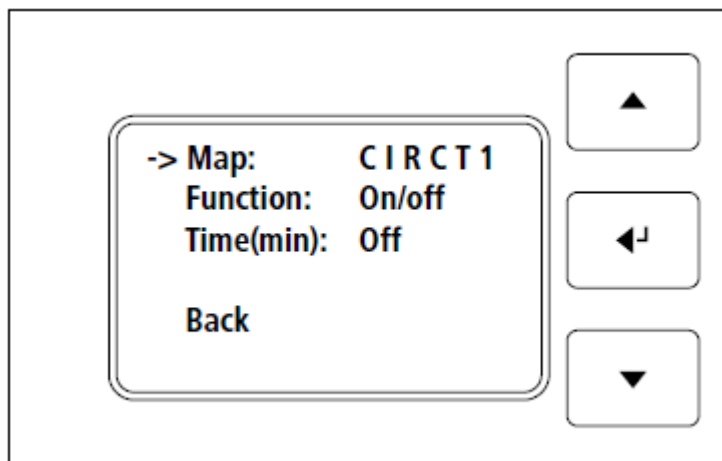 -> Map: C I R C T 1
Function: On/off
Time(min): Off
Back